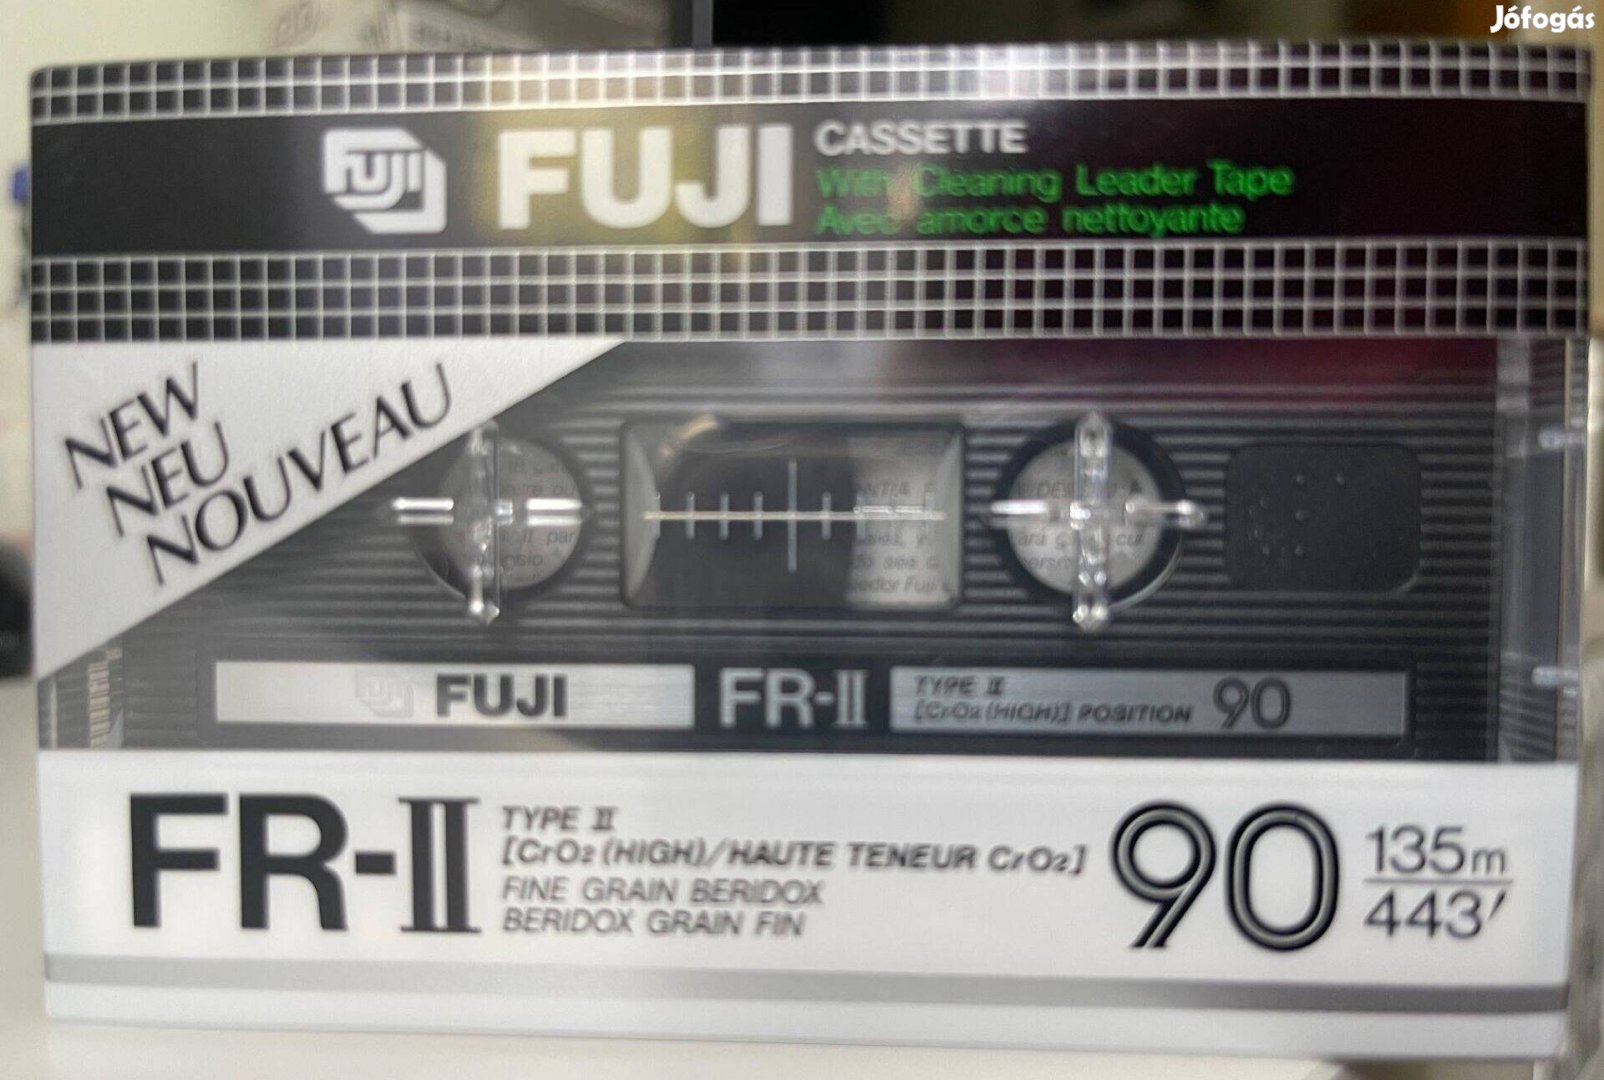 Jófogás
FUJI
FUJI
CASSETTE
With Cleaning Leader Tape
Avec amorce nettoyante
NEW
NEU
NOUVEAU
FUJI
FUJI
FR-II
TYPE II
[CrO2 (HIGH)] POSITION
90
FR-II
TYPE II
[CrO2 (HIGH)/HAUTE TENEUR CrO2]
FINE GRAIN BERIDOX
BERIDOX GRAIN FIN
90
135m
443'